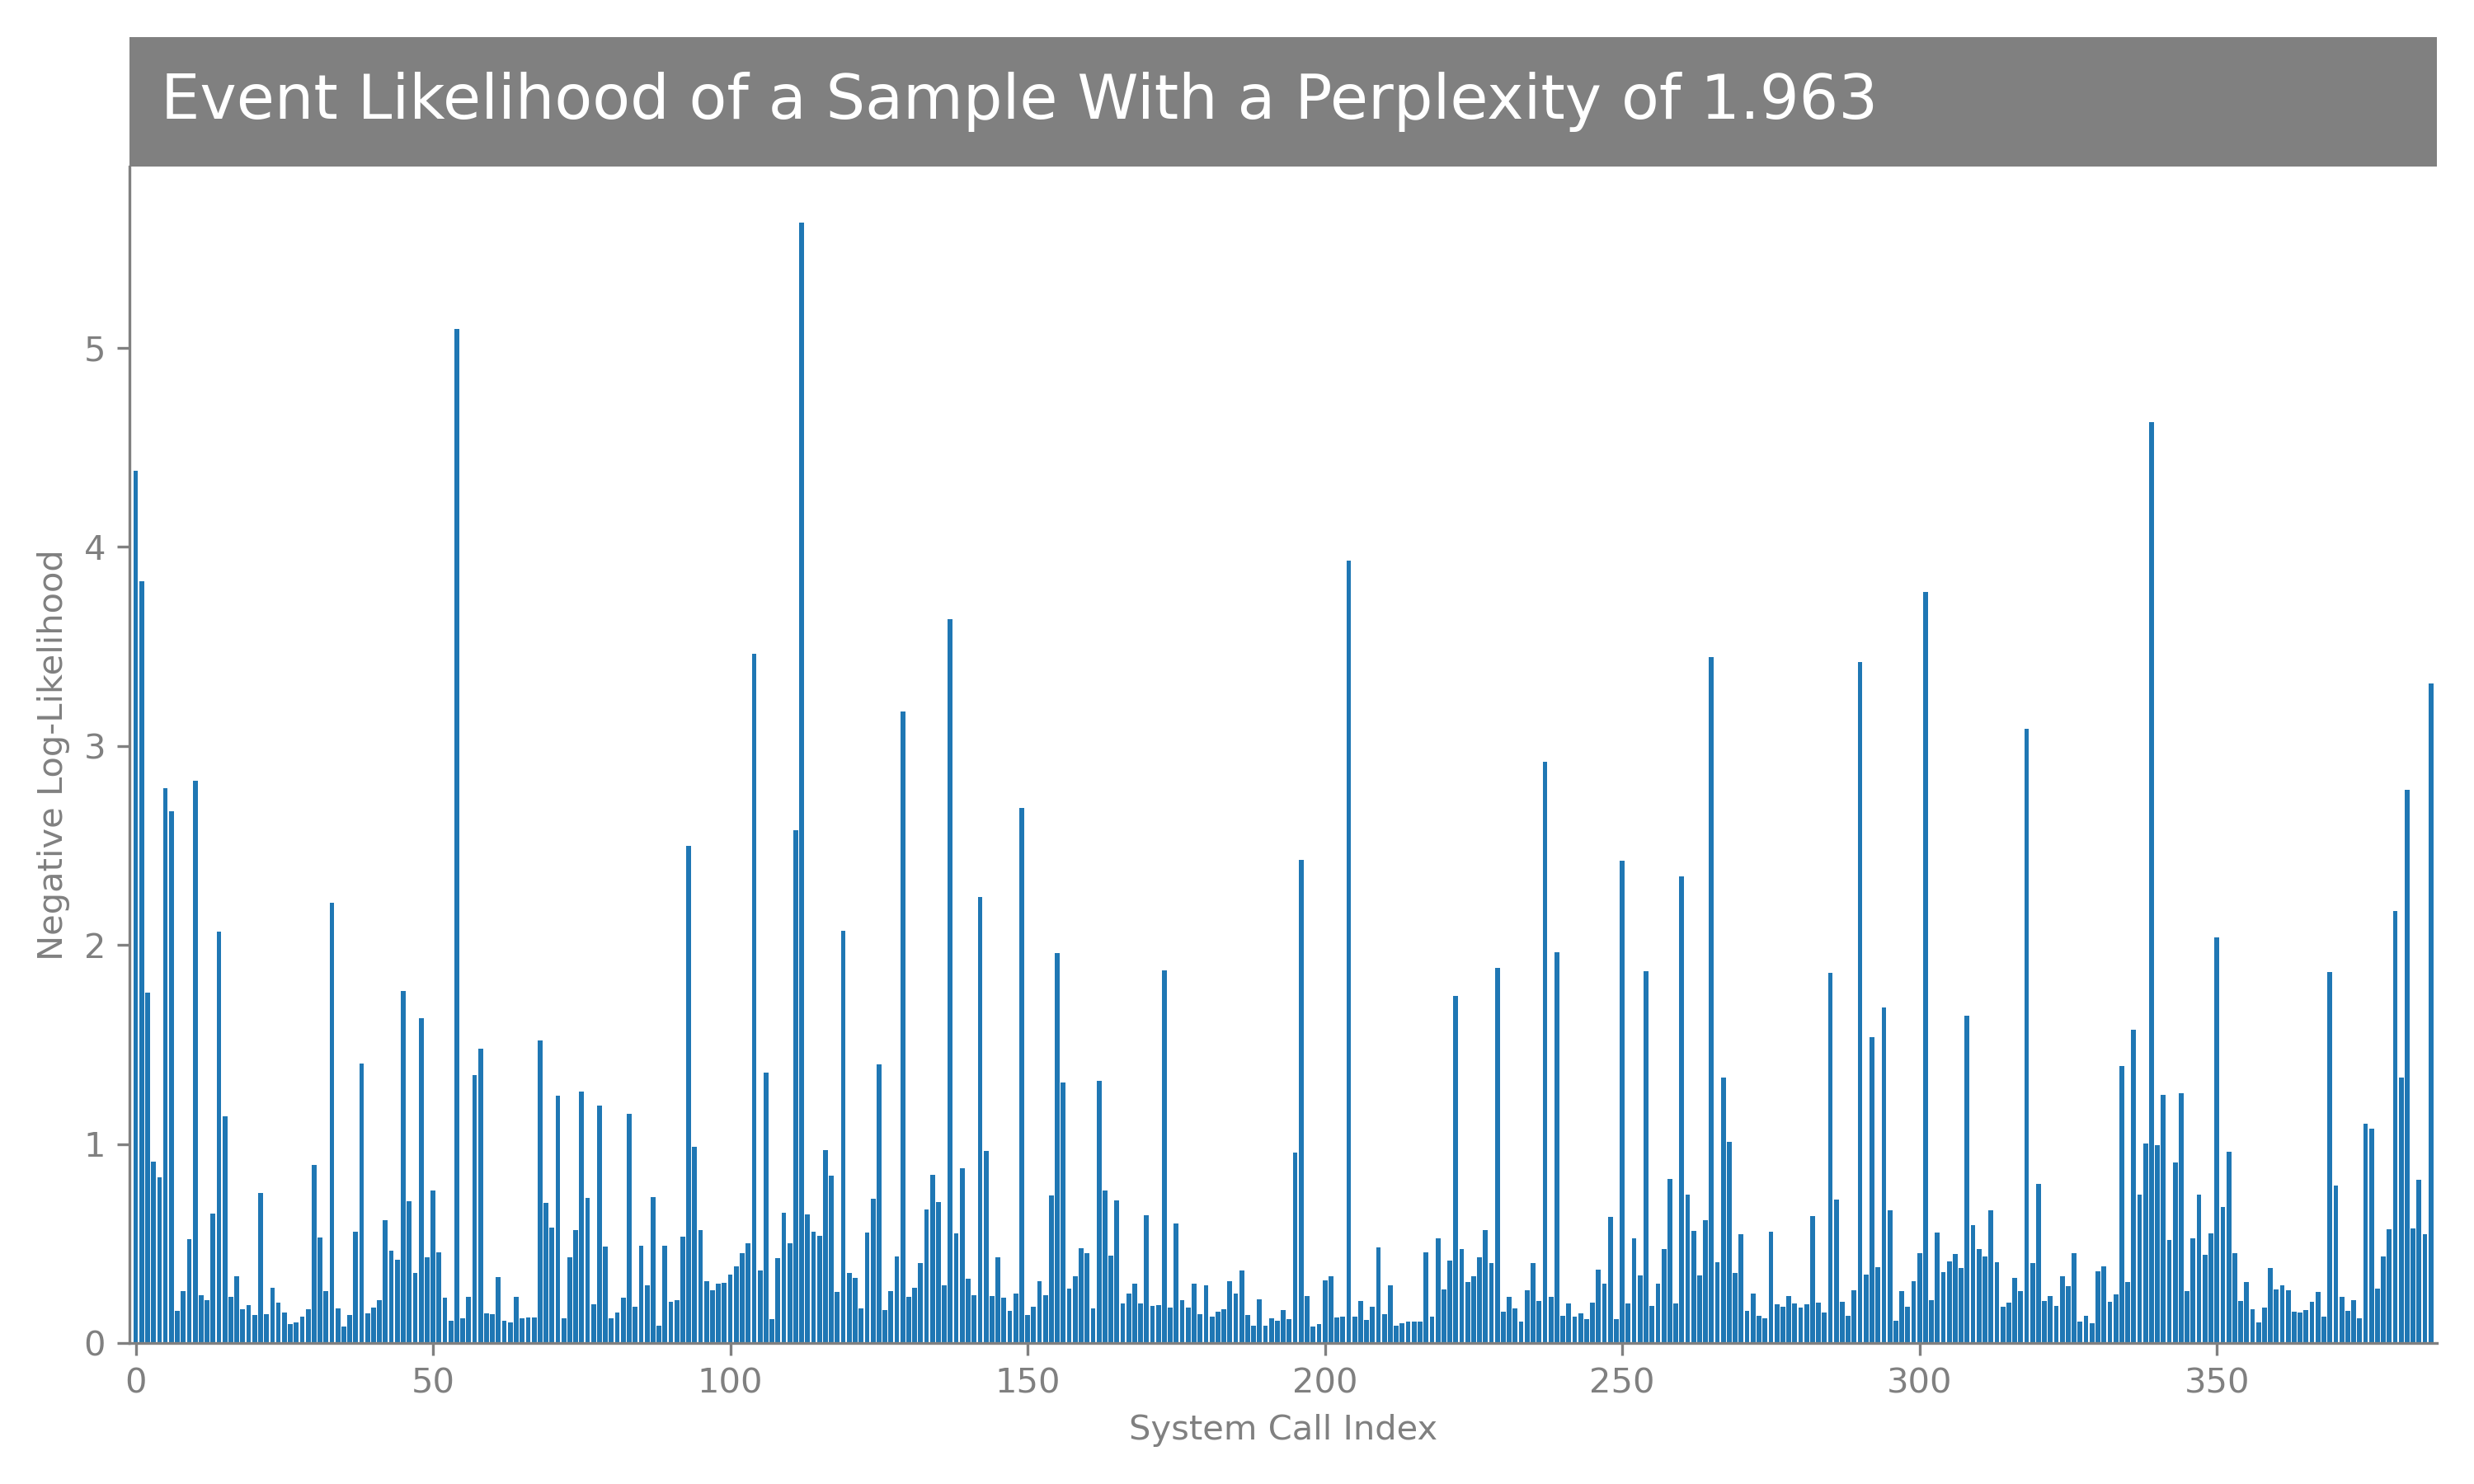 Event Likelihood of a Sample With a Perplexity of 1.963
Negative Log-Likelihood
5
4
3
2
1
0
0 50 100 150 200 250 300 350
System Call Index